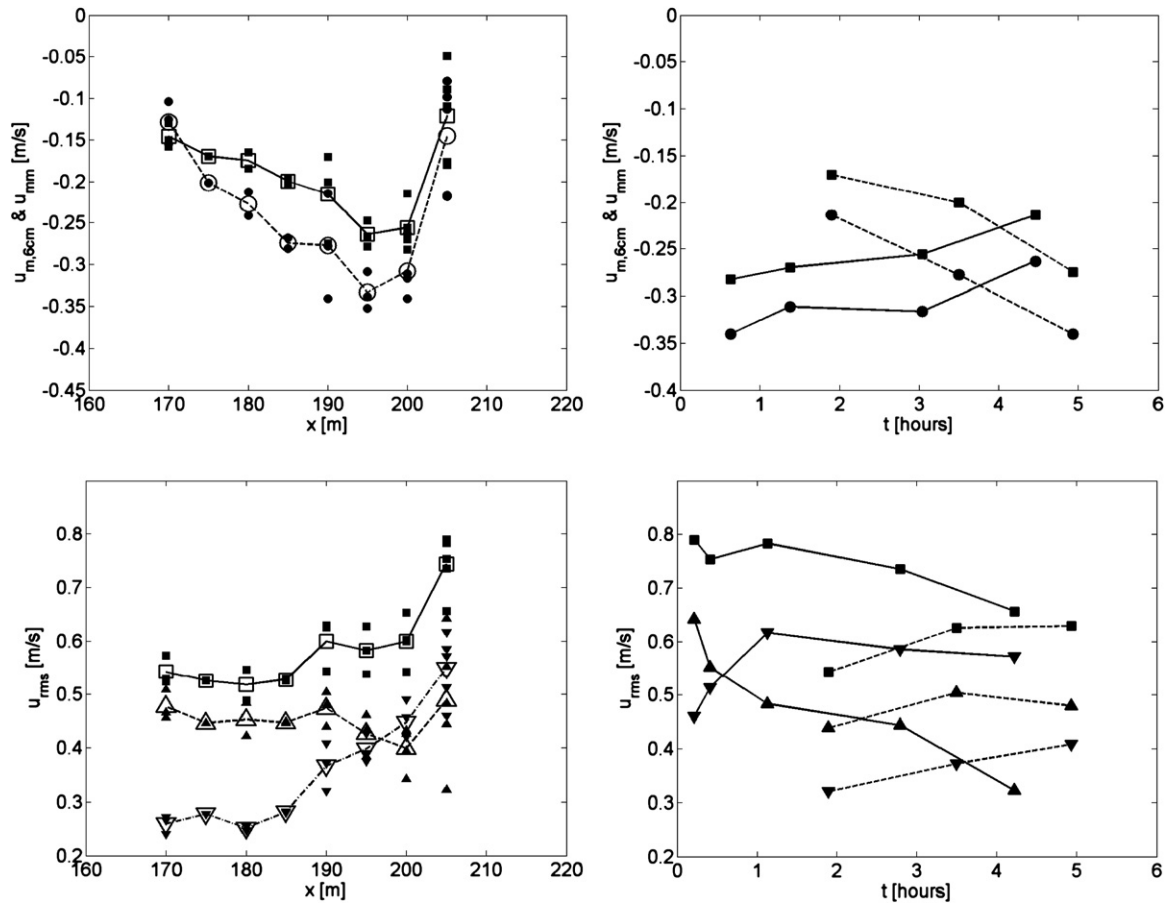 0
-0.05
-0.1
-0.15
-0.2
-0.25
-0.3
-0.35
-0.4
-0.45
u_m,6cm & u_mm [m/s]
160 170 180 190 200 210 220
x [m]
0
-0.05
-0.1
-0.15
-0.2
-0.25
-0.3
-0.35
-0.4
u_m,6cm & u_mm [m/s]
0 1 2 3 4 5 6
t [hours]
0.8
0.7
0.6
0.5
0.4
0.3
0.2
u_rms [m/s]
160 170 180 190 200 210 220
x [m]
0.8
0.7
0.6
0.5
0.4
0.3
0.2
u_rms [m/s]
0 1 2 3 4 5 6
t [hours]